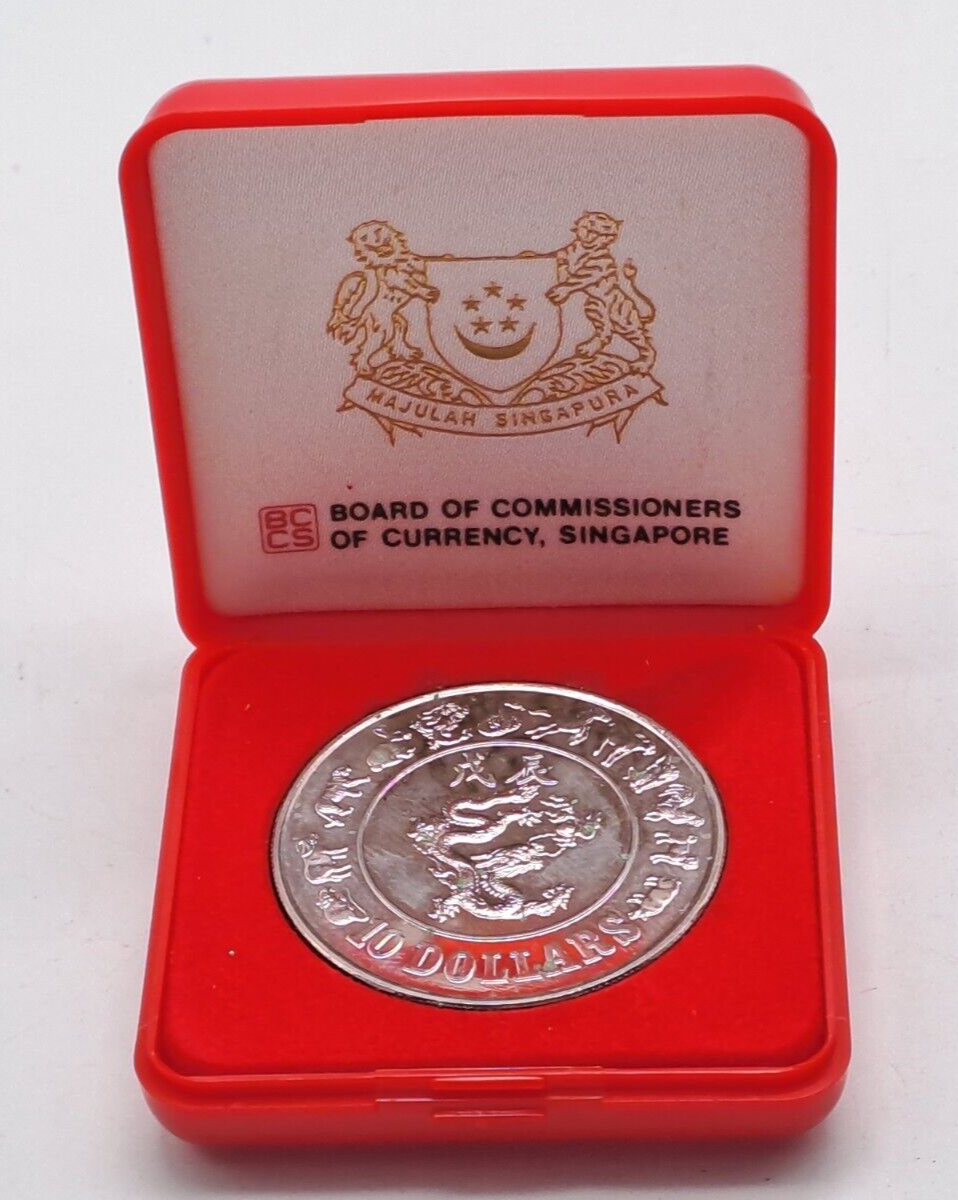 MAJULAH SINGAPURA
BC
CS
BOARD OF COMMISSIONERS
OF CURRENCY, SINGAPORE
戊辰
10 DOLLARS